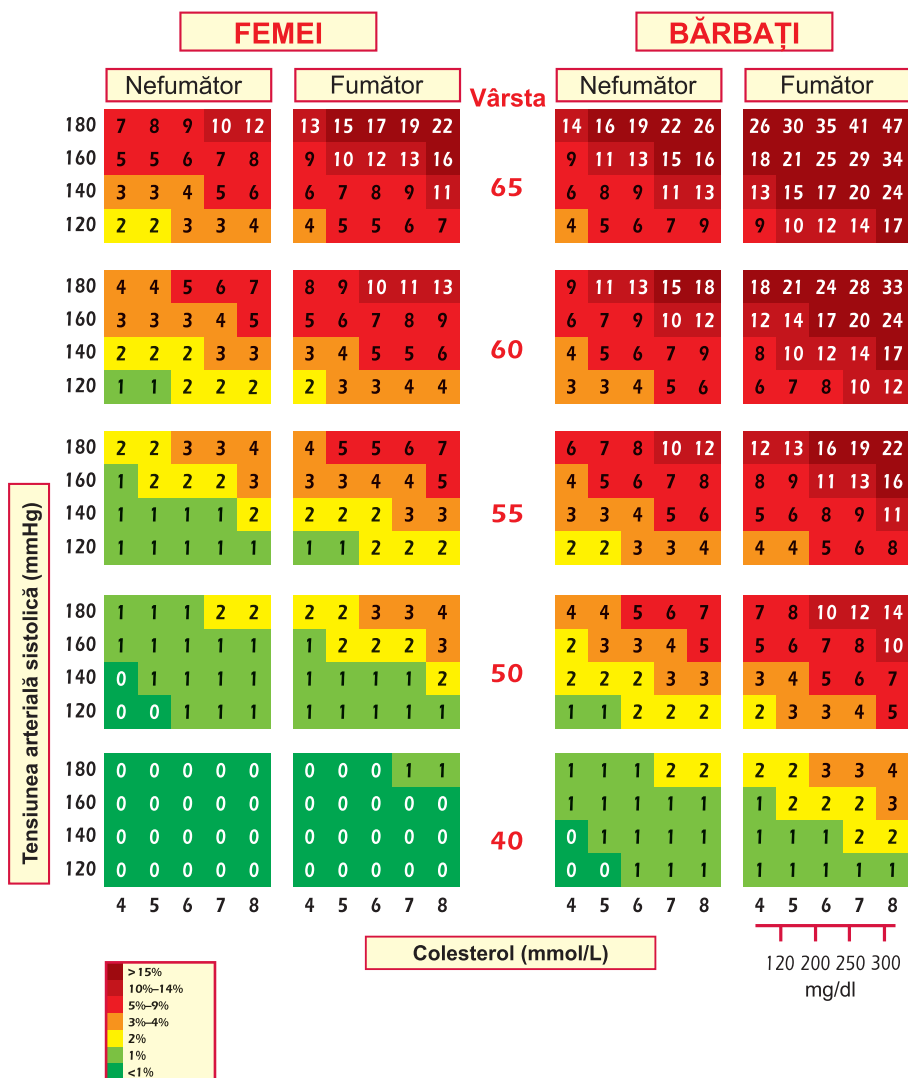 FEMEI BĂRBAȚI
Nefumător Fumător Vârsta Nefumător Fumător
180 7 8 9 10 12 13 15 17 19 22 14 16 19 22 26 26 30 35 41 47
160 5 5 6 7 8 9 10 12 13 16 9 11 13 15 16 18 21 25 29 34
65
140 3 3 4 5 6 6 7 8 9 11 6 8 9 11 13 13 15 17 20 24
120 2 2 3 3 4 4 5 5 6 7 4 5 6 7 9 9 10 12 14 17
180 4 4 5 6 7 8 9 10 11 13 9 11 13 15 18 18 21 24 28 33
160 3 3 3 4 5 5 6 7 8 9 6 7 9 10 12 12 14 17 20 24
60
140 2 2 2 3 3 3 4 5 5 6 4 5 6 7 9 8 10 12 14 17
120 1 1 2 2 2 2 3 3 4 4 3 3 4 5 6 6 7 8 10 12
180 2 2 3 3 4 4 5 5 6 7 6 7 8 10 12 12 13 16 19 22
160 1 2 2 2 3 3 3 4 4 5 4 5 6 7 8 8 9 11 13 16
55
140 1 1 1 1 2 2 2 2 3 3 3 3 4 5 6 5 6 8 9 11
120 1 1 1 1 1 1 1 2 2 2 2 2 3 3 4 4 4 5 6 8
180 1 1 1 2 2 2 2 3 3 4 4 4 5 6 7 7 8 10 12 14
160 1 1 1 1 1 1 2 2 2 3 2 3 3 4 5 5 6 7 8 10
50
140 0 1 1 1 1 1 1 1 1 2 2 2 2 3 3 3 4 5 6 7
120 0 0 1 1 1 1 1 1 1 1 1 1 2 2 2 2 3 3 4 5
180 0 0 0 0 0 0 0 0 1 1 1 1 1 2 2 2 2 3 3 4
160 0 0 0 0 0 0 0 0 0 0 1 1 1 1 1 1 2 2 2 3
40
140 0 0 0 0 0 0 0 0 0 0 0 1 1 1 1 1 1 1 2 2
120 0 0 0 0 0 0 0 0 0 0 0 0 1 1 1 1 1 1 1 1
4 5 6 7 8 4 5 6 7 8 4 5 6 7 8 4 5 6 7 8
Tensiunea arterială sistolică (mmHg)
Colesterol (mmol/L)
120 200 250 300
mg/dl
> 15%
10%–14%
5%–9%
3%–4%
2%
1%
<1%